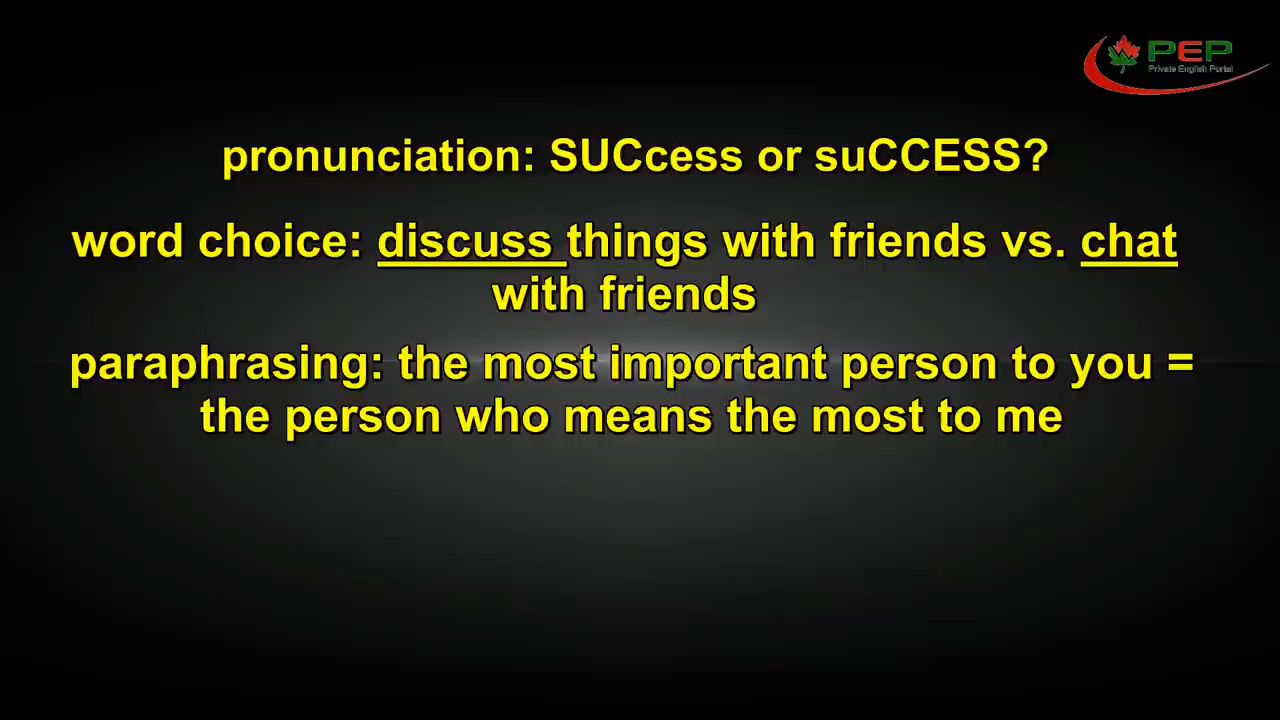 PEP
Private English Portal
pronunciation: SUCcess or suCCESS?
word choice: discuss things with friends vs. chat
with friends
paraphrasing: the most important person to you =
the person who means the most to me